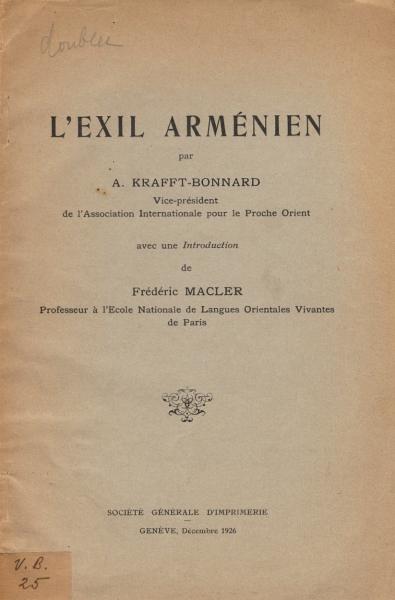 doubles
L'EXIL ARMÉNIEN
par
A. KRAFFT-BONNARD
Vice-président
de l'Association Internationale pour le Proche Orient
avec une Introduction
de
Frédéric MACLER
Professeur à l'Ecole Nationale de Langues Orientales Vivantes
de Paris
SOCIÉTÉ GÉNÉRALE D'IMPRIMERIE
GENÈVE, Décembre 1926
V. B.
25